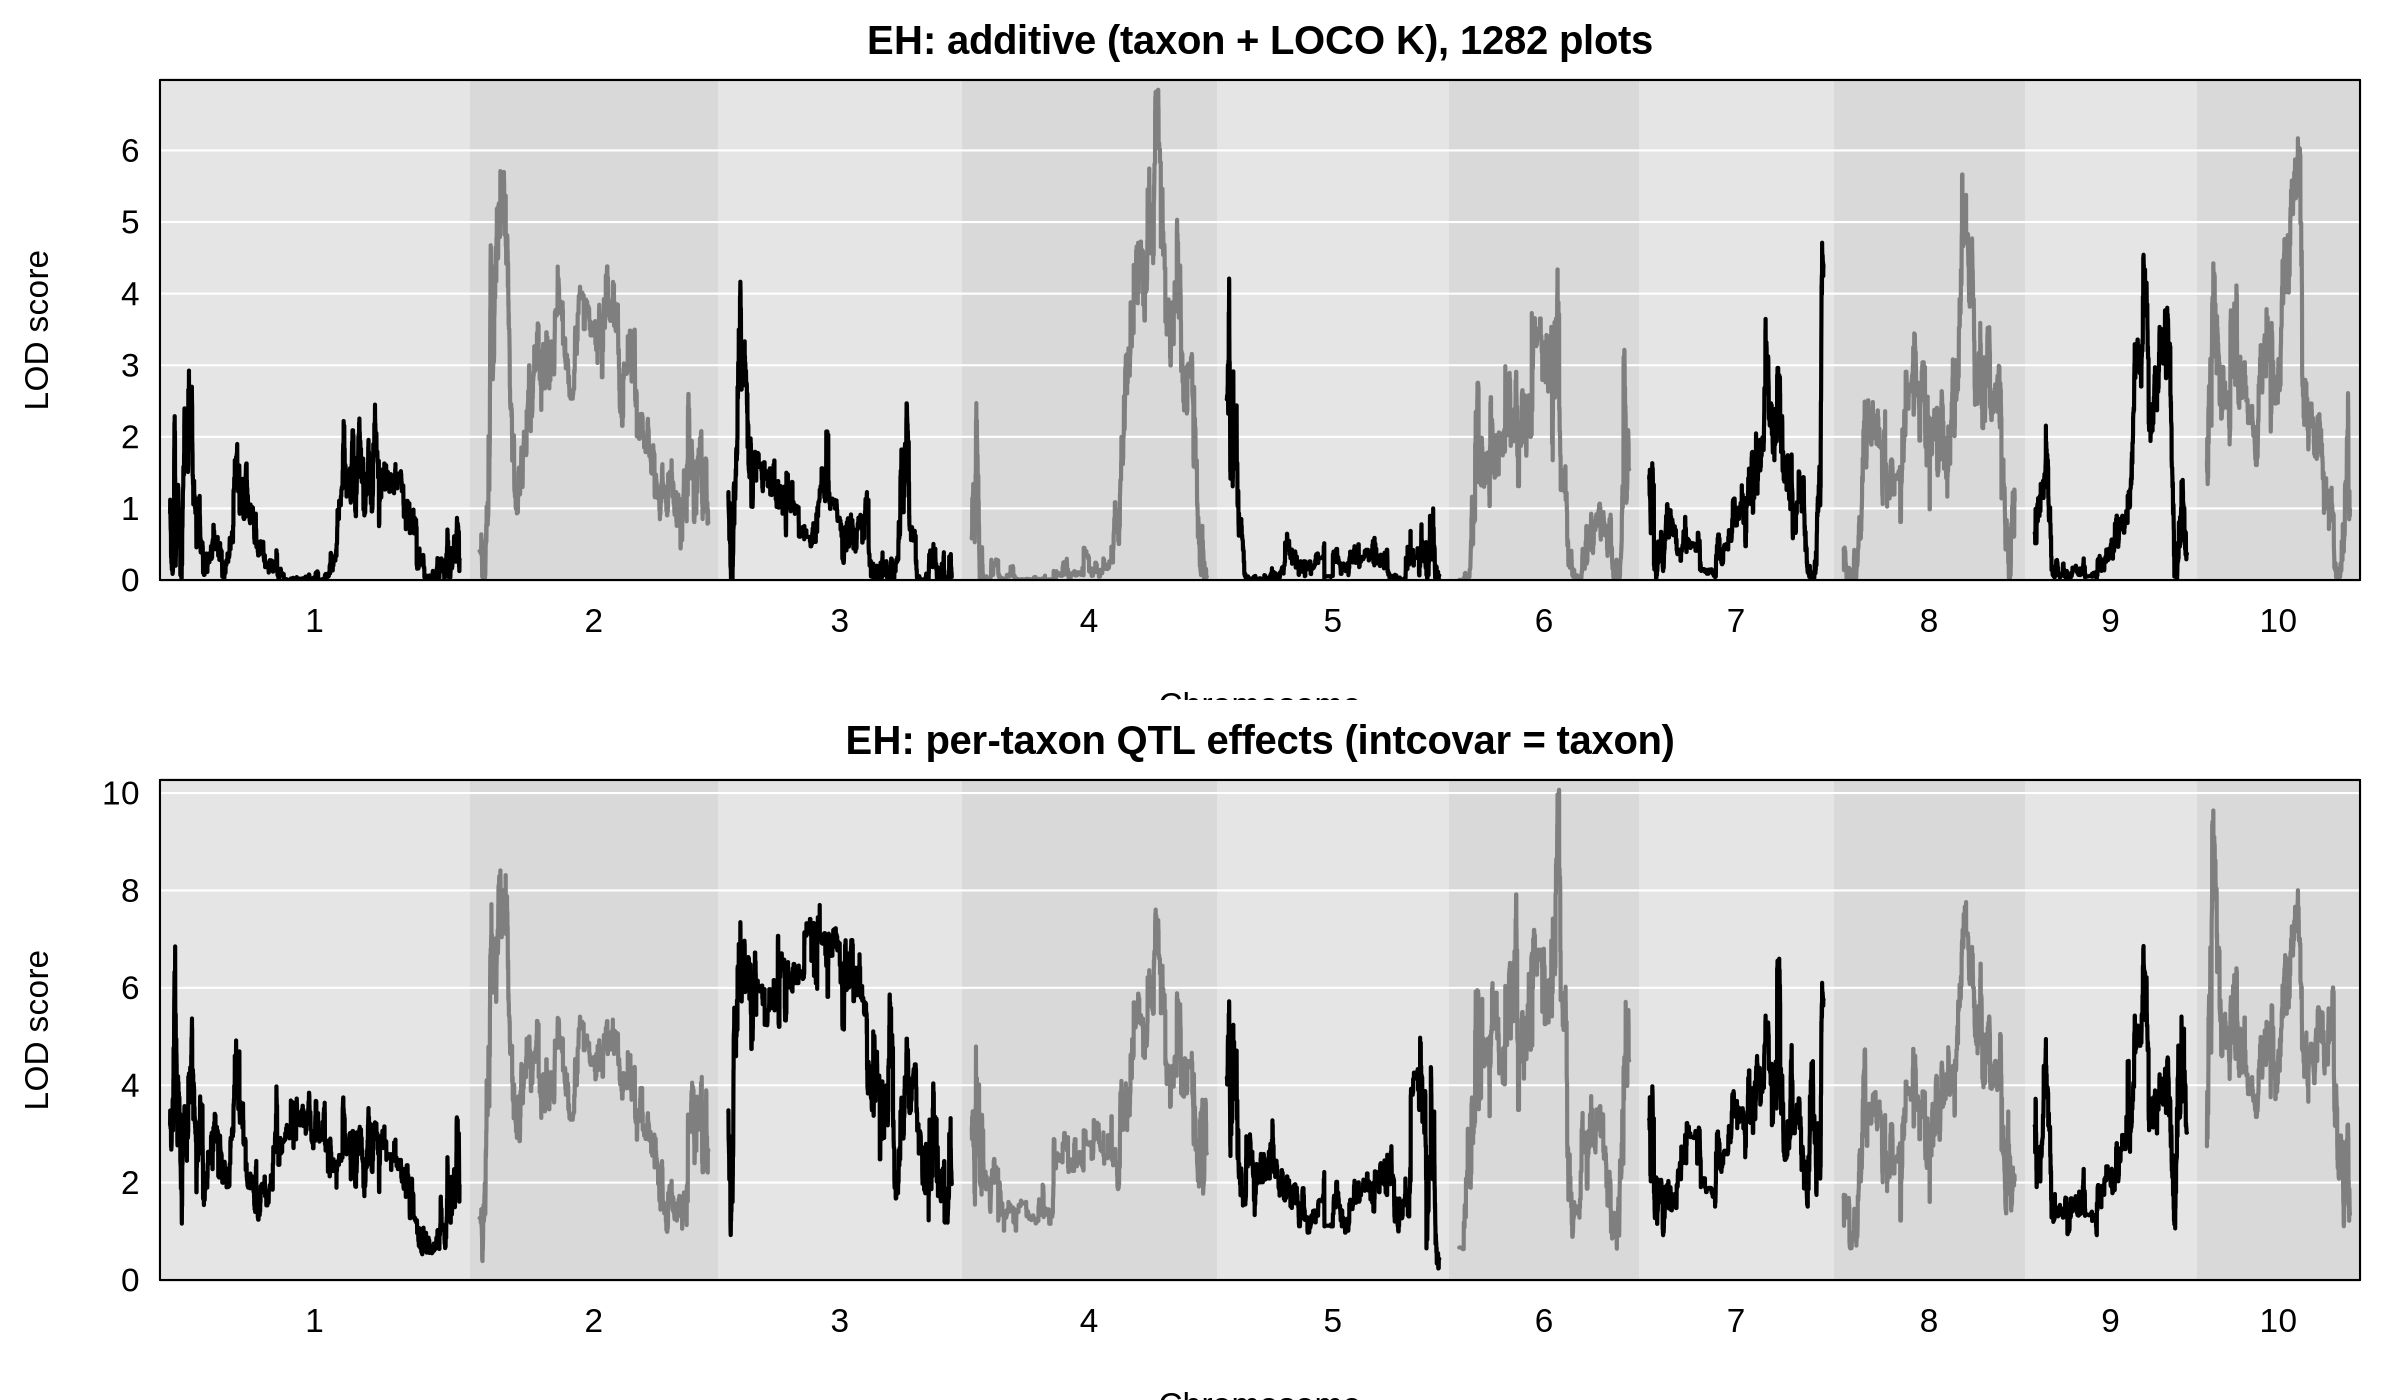 EH: additive (taxon + LOCO K), 1282 plots
LOD score
6
5
4
3
2
1
0
1 2 3 4 5 6 7 8 9 10
Chromosome
EH: per-taxon QTL effects (intcovar = taxon)
LOD score
10
8
6
4
2
0
1 2 3 4 5 6 7 8 9 10
Chromosome